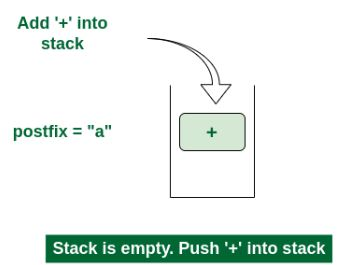 Add '+' into
stack
+
postfix = "a"
Stack is empty. Push '+' into stack